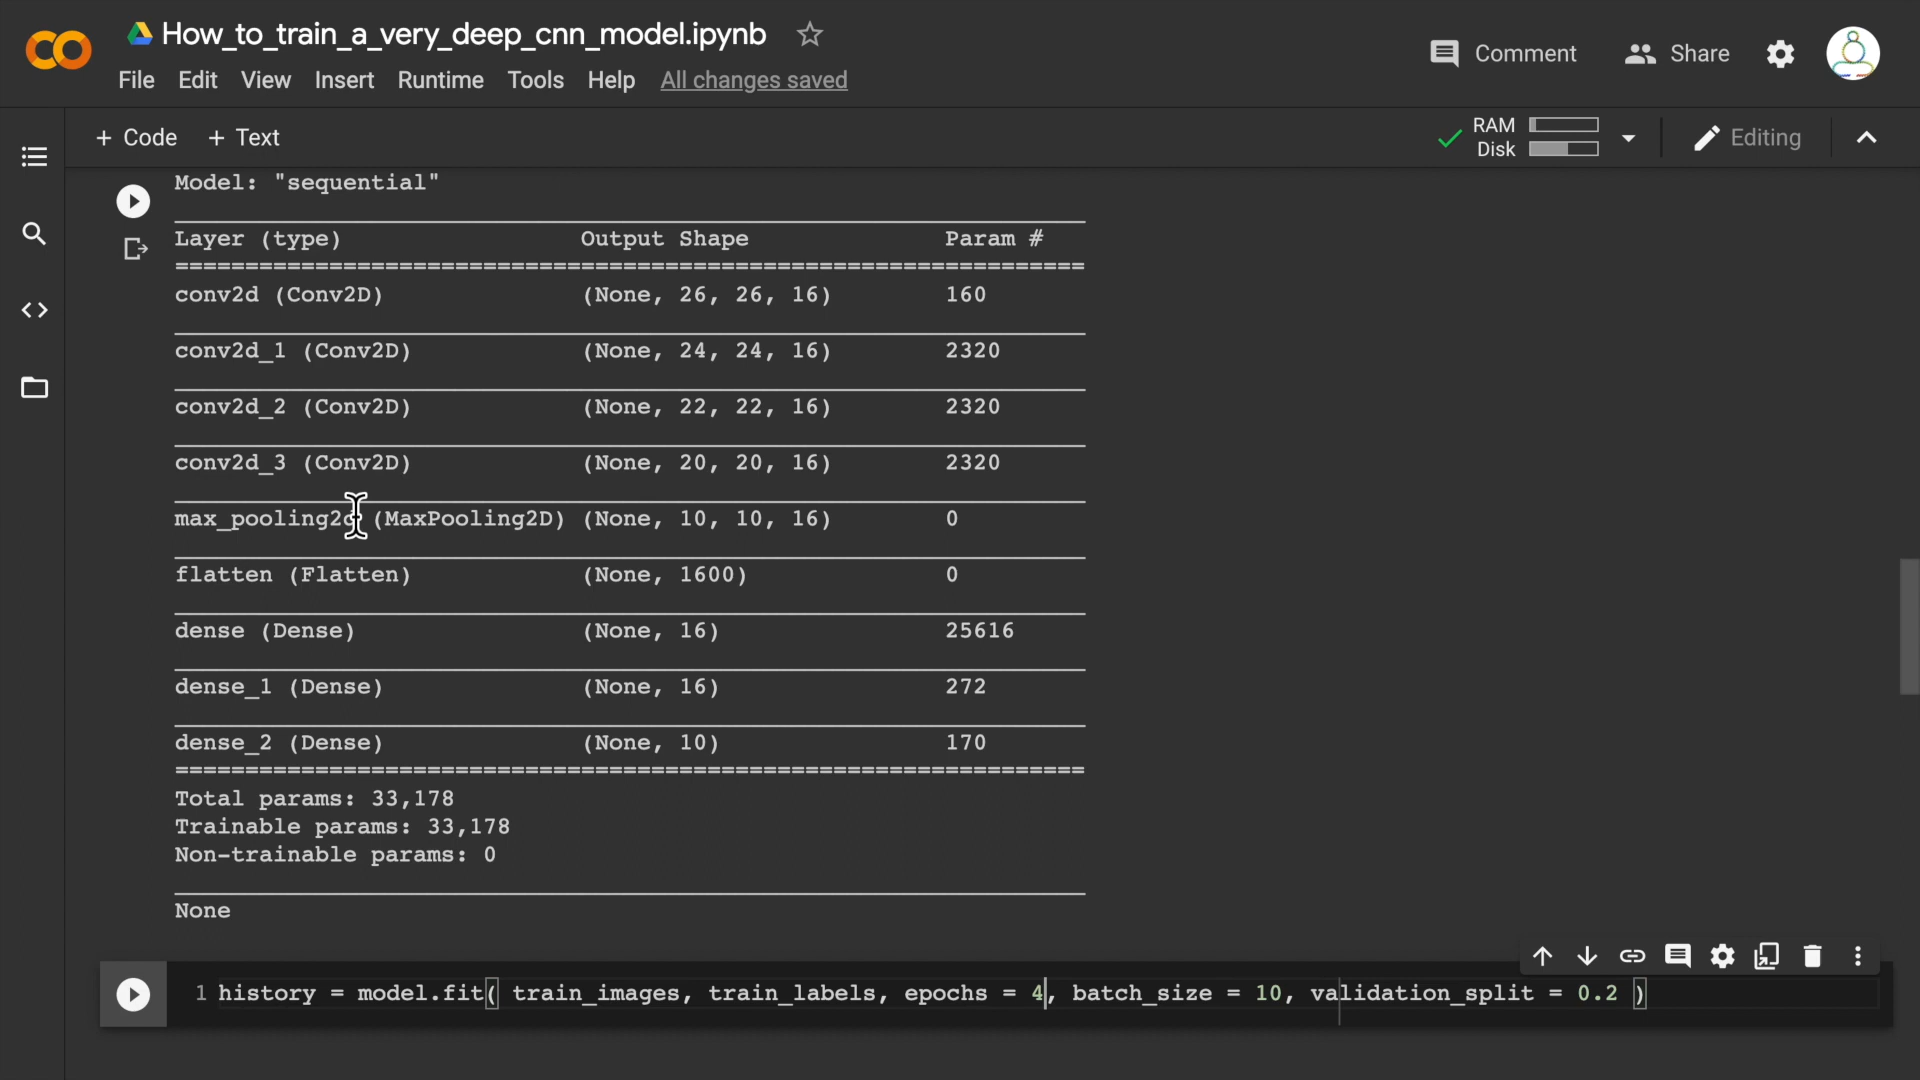 How_to_train_a_very_deep_cnn_model.ipynb
File Edit View Insert Runtime Tools Help All changes saved
Comment Share
+ Code + Text
RAM
Disk
Editing
Model: "sequential"
Layer (type) Output Shape Param #
=================================================================
conv2d (Conv2D) (None, 26, 26, 16) 160
conv2d_1 (Conv2D) (None, 24, 24, 16) 2320
conv2d_2 (Conv2D) (None, 22, 22, 16) 2320
conv2d_3 (Conv2D) (None, 20, 20, 16) 2320
max_pooling2d (MaxPooling2D) (None, 10, 10, 16) 0
flatten (Flatten) (None, 1600) 0
dense (Dense) (None, 16) 25616
dense_1 (Dense) (None, 16) 272
dense_2 (Dense) (None, 10) 170
=================================================================
Total params: 33,178
Trainable params: 33,178
Non-trainable params: 0
None
1 history = model.fit( train_images, train_labels, epochs = 4, batch_size = 10, validation_split = 0.2 )